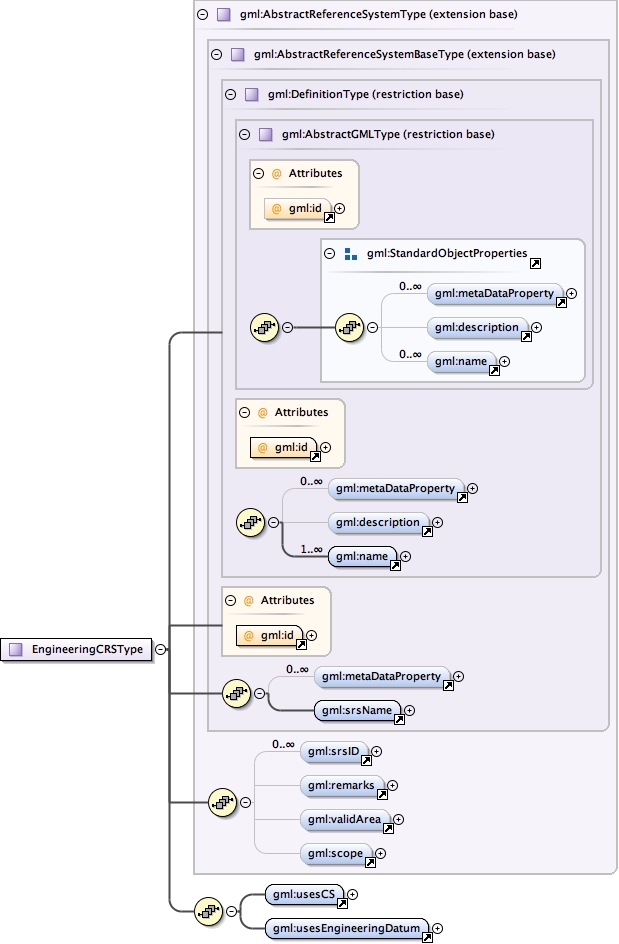 gml:AbstractReferenceSystemType (extension base)
gml:AbstractReferenceSystemBaseType (extension base)
gml:DefinitionType (restriction base)
gml:AbstractGMLType (restriction base)
@ Attributes
@ gml:id
gml:StandardObjectProperties
0..∞
gml:metaDataProperty
gml:description
0..∞
gml:name
@ Attributes
@ gml:id
0..∞
gml:metaDataProperty
gml:description
1..∞
gml:name
@ Attributes
@ gml:id
EngineeringCRSType
0..∞
gml:metaDataProperty
gml:srsName
0..∞
gml:srsID
gml:remarks
gml:validArea
gml:scope
gml:usesCS
gml:usesEngineeringDatum